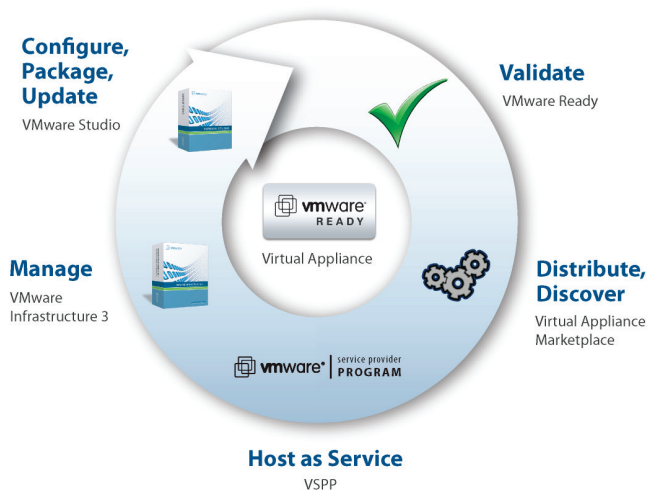 Configure,
Package,
Update
VMware Studio
Validate
VMware Ready
vmware
READY
Virtual Appliance
Manage
VMware
Infrastructure 3
Distribute,
Discover
Virtual Appliance
Marketplace
vmware
service provider
PROGRAM
Host as Service
VSPP